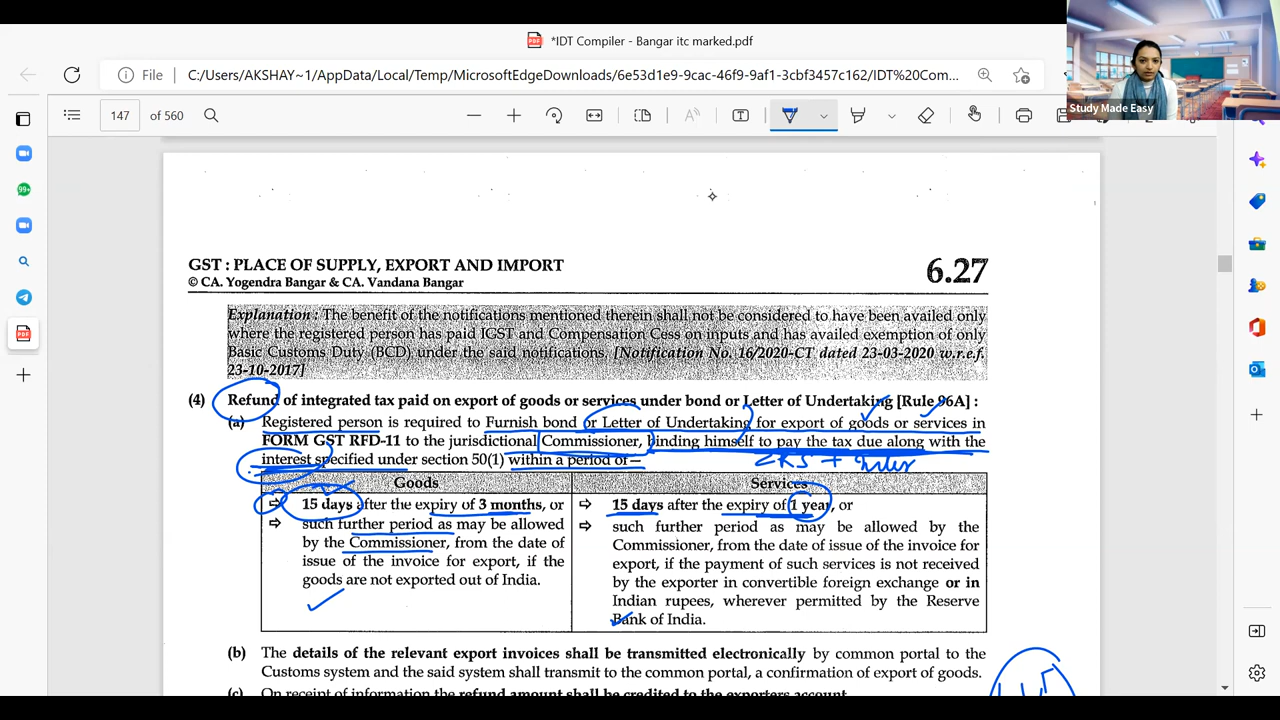 *IDT Compiler - Bangar itc marked.pdf
File
C:/Users/AKSHAY~1/AppData/Local/Temp/MicrosoftEdgeDownloads/6e53d1e9-9cac-46f9-9af1-3cbf3457c162/IDT%20Com...
Study Made Easy
147 of 560
99+
GST : PLACE OF SUPPLY, EXPORT AND IMPORT
6.27
© CA. Yogendra Bangar & CA. Vandana Bangar
Explanation : The benefit of the notifications mentioned therein shall not be considered to have been availed only
where the registered person has paid IGST and Compensation Cess on inputs and has availed exemption of only
Basic Customs Duty (BCD) under the said notifications. [Notification No. 16/2020-CT dated 23-03-2020 w.r.e.f.
23-10-2017]
(4) Refund of integrated tax paid on export of goods or services under bond or Letter of Undertaking [Rule 96A] :
(a) Registered person is required to Furnish bond or Letter of Undertaking for export of goods or services in
FORM GST RFD-11 to the jurisdictional Commissioner, binding himself to pay the tax due along with the
interest specified under section 50(1) within a period of—
Goods
⇨ 15 days after the expiry of 3 months, or
⇨ such further period as may be allowed
by the Commissioner, from the date of
issue of the invoice for export, if the
goods are not exported out of India.
Services
⇨ 15 days after the expiry of 1 year, or
⇨ such further period as may be allowed by the
Commissioner, from the date of issue of the invoice for
export, if the payment of such services is not received
by the exporter in convertible foreign exchange or in
Indian rupees, wherever permitted by the Reserve
Bank of India.
(b) The details of the relevant export invoices shall be transmitted electronically by common portal to the
Customs system and the said system shall transmit to the common portal, a confirmation of export of goods.
(c) On receipt of information the refund amount shall be credited to the exporters account.